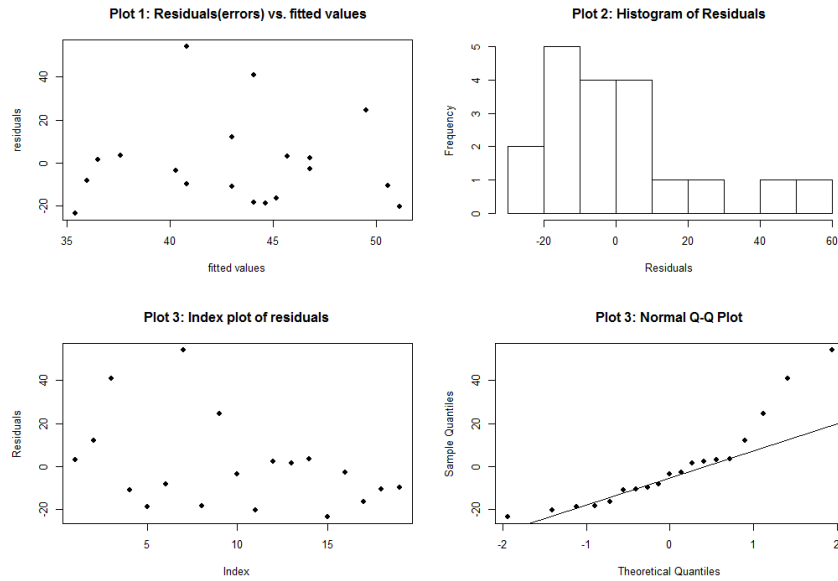 Plot 1: Residuals(errors) vs. fitted values
residuals
40
20
0
-20
35
40
45
50
fitted values
Plot 2: Histogram of Residuals
Frequency
5
4
3
2
1
0
-20
0
20
40
60
Residuals
Plot 3: Index plot of residuals
Residuals
40
20
0
-20
5
10
15
Index
Plot 3: Normal Q-Q Plot
Sample Quantiles
40
20
0
-20
-2
-1
0
1
2
Theoretical Quantiles